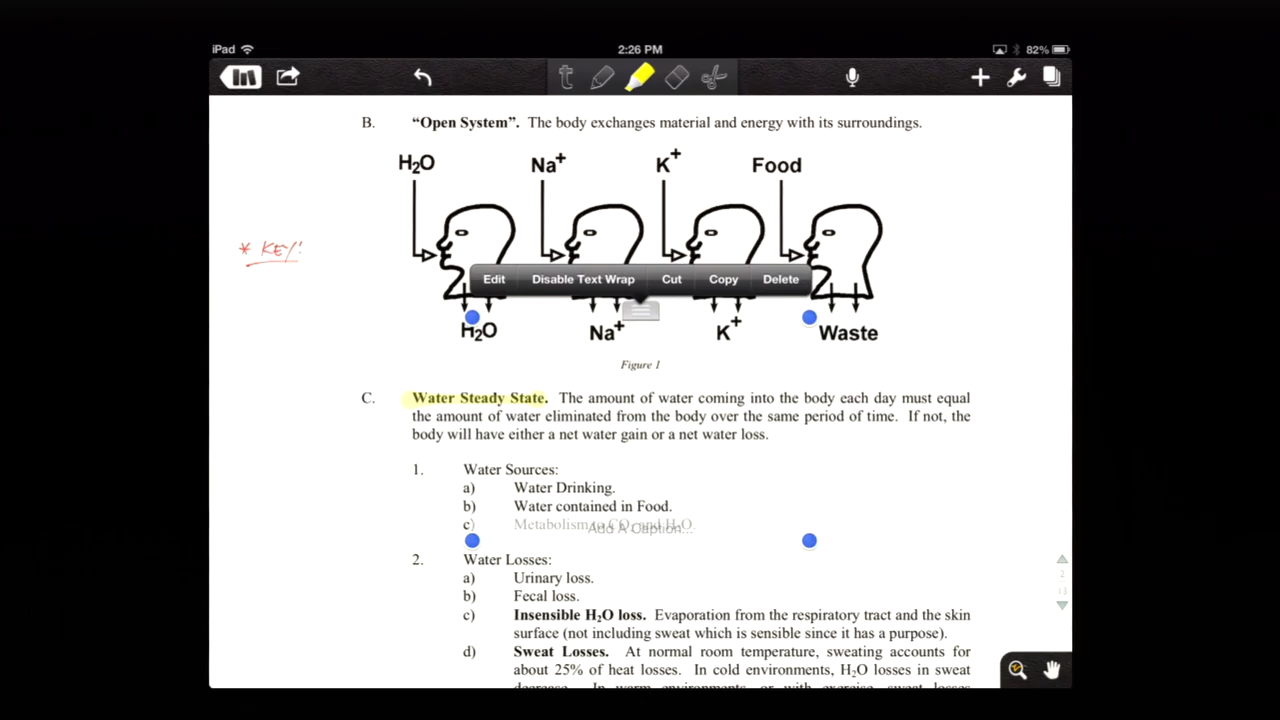 iPad 2:26 PM 82%
B. “Open System”. The body exchanges material and energy with its surroundings.
H₂O Na⁺ K⁺ Food
* KEY!
Edit Disable Text Wrap Cut Copy Delete
H₂O Na⁺ K⁺ Waste
Figure 1
C. Water Steady State. The amount of water coming into the body each day must equal
the amount of water eliminated from the body over the same period of time. If not, the
body will have either a net water gain or a net water loss.
1. Water Sources:
a) Water Drinking.
b) Water contained in Food.
c) Metabolism to CO₂ and H₂O.
Add A Caption...
2. Water Losses:
a) Urinary loss.
b) Fecal loss.
c) Insensible H₂O loss. Evaporation from the respiratory tract and the skin
surface (not including sweat which is sensible since it has a purpose).
d) Sweat Losses. At normal room temperature, sweating accounts for
about 25% of heat losses. In cold environments, H₂O losses in sweat
2
13